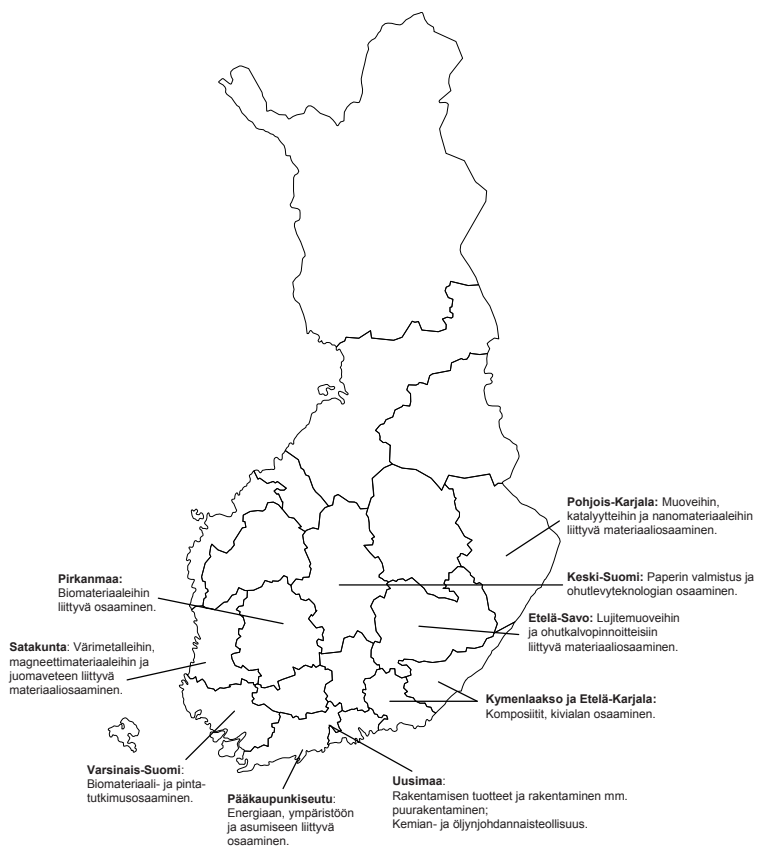 Pohjois-Karjala: Muoveihin,
katalyytteihin ja nanomateriaaleihin
liittyvä materiaaliosaaminen.
Pirkanmaa:
Biomateriaaleihin
liittyvä osaaminen.
Keski-Suomi: Paperin valmistus ja
ohutlevyteknologian osaaminen.
Etelä-Savo: Lujitemuoveihin
ja ohutkalvopinnoitteisiin
liittyvä materiaaliosaaminen.
Satakunta: Värimetalleihin,
magneettimateriaaleihin ja
juomaveteen liittyvä
materiaaliosaaminen.
Kymenlaakso ja Etelä-Karjala:
Komposiitit, kivialan osaaminen.
Varsinais-Suomi:
Biomateriaali- ja pinta-
tutkimusosaaminen.
Pääkaupunkiseutu:
Energiaan, ympäristöön
ja asumiseen liittyvä
osaaminen.
Uusimaa:
Rakentamisen tuotteet ja rakentaminen mm.
puurakentaminen;
Kemian- ja öljynjohdannaisteollisuus.